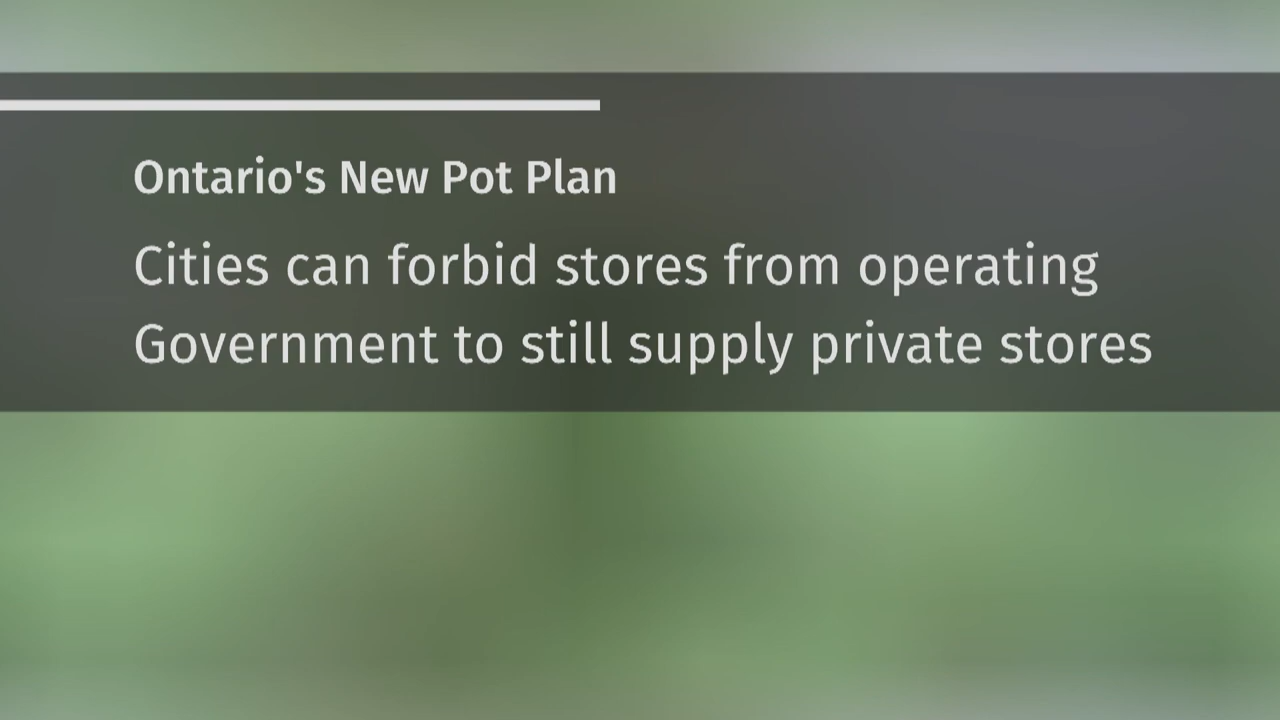 Ontario's New Pot Plan
Cities can forbid stores from operating
Government to still supply private stores